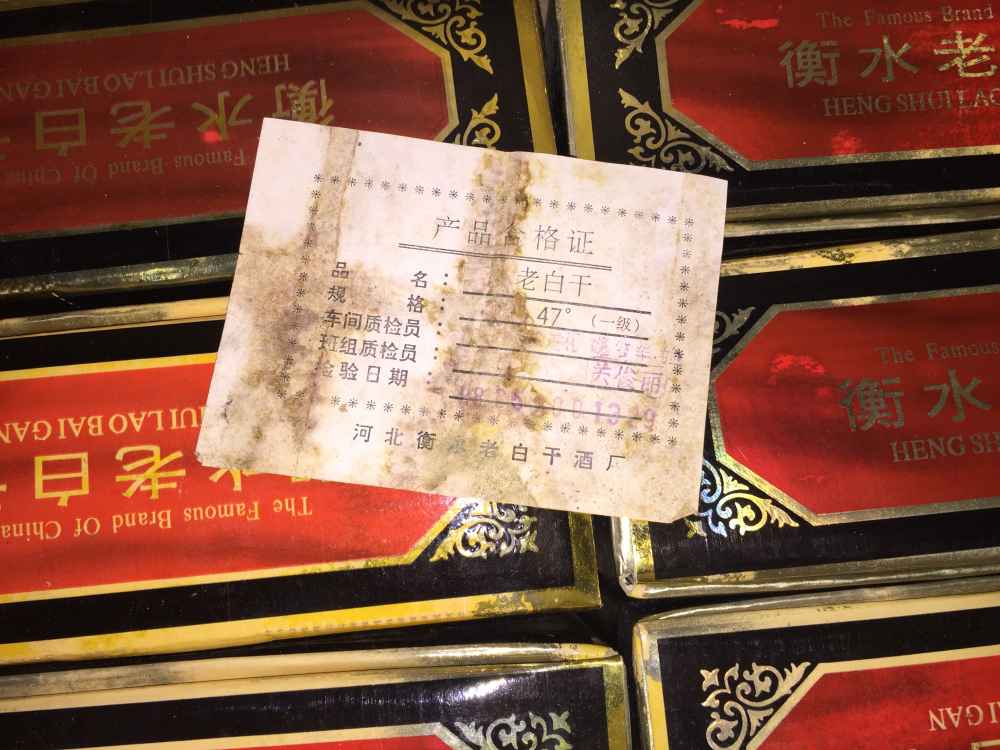 The Famous Brand
衡水老
HENG SHUI LAO
HENG SHUI LAO BAI GAN
衡水老白干
The Famous Brand Of China
产品合格证
品名：老白干
规格：47°（一级）
车间质检员：
班组质检员：
检验日期：
河北衡水老白干酒厂
The Famous
衡水
HENG SHUI
SHUI LAO BAI GAN
水老白
The Famous Brand Of China
GAN